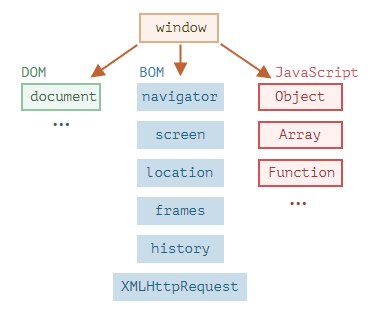 window
DOM BOM JavaScript
document navigator Object
...
screen Array
location Function
frames ...
history
XMLHttpRequest